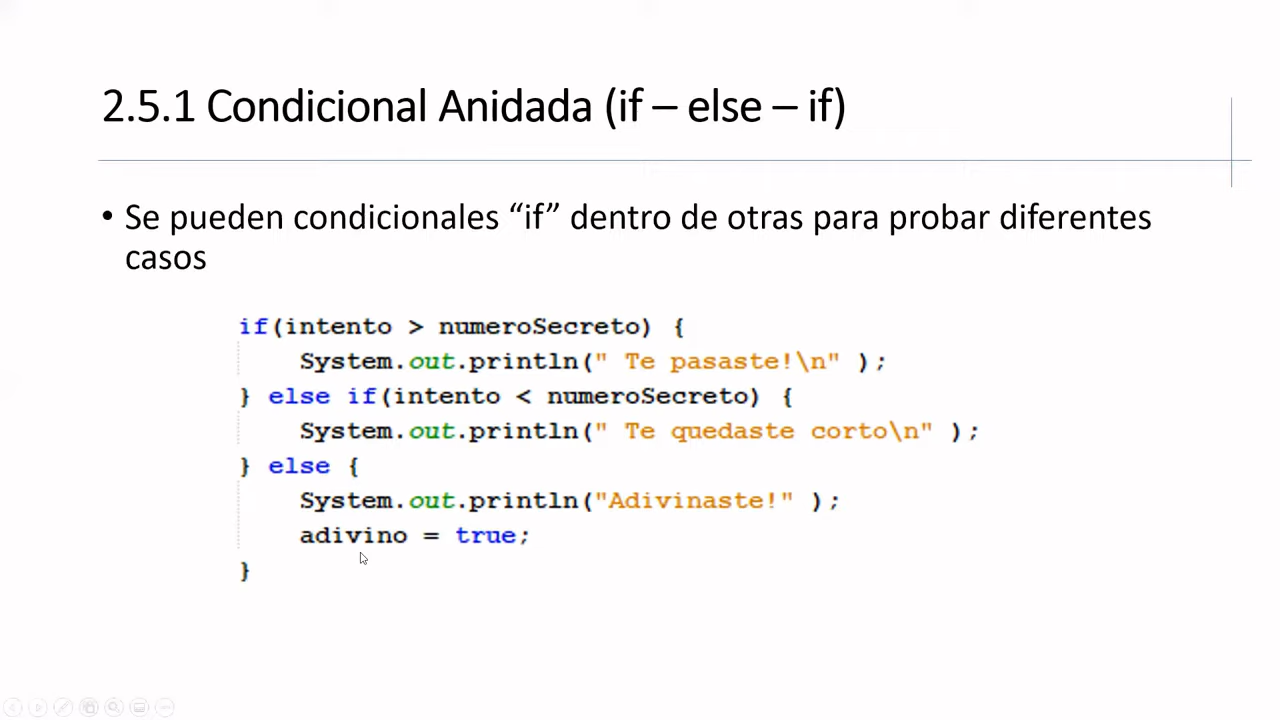 2.5.1 Condicional Anidada (if – else – if)
• Se pueden condicionales “if” dentro de otras para probar diferentes
casos
if(intento > numeroSecreto) {
    System.out.println(" Te pasaste!\n" );
} else if(intento < numeroSecreto) {
    System.out.println(" Te quedaste corto\n" );
} else {
    System.out.println("Adivinaste!" );
    adivino = true;
}